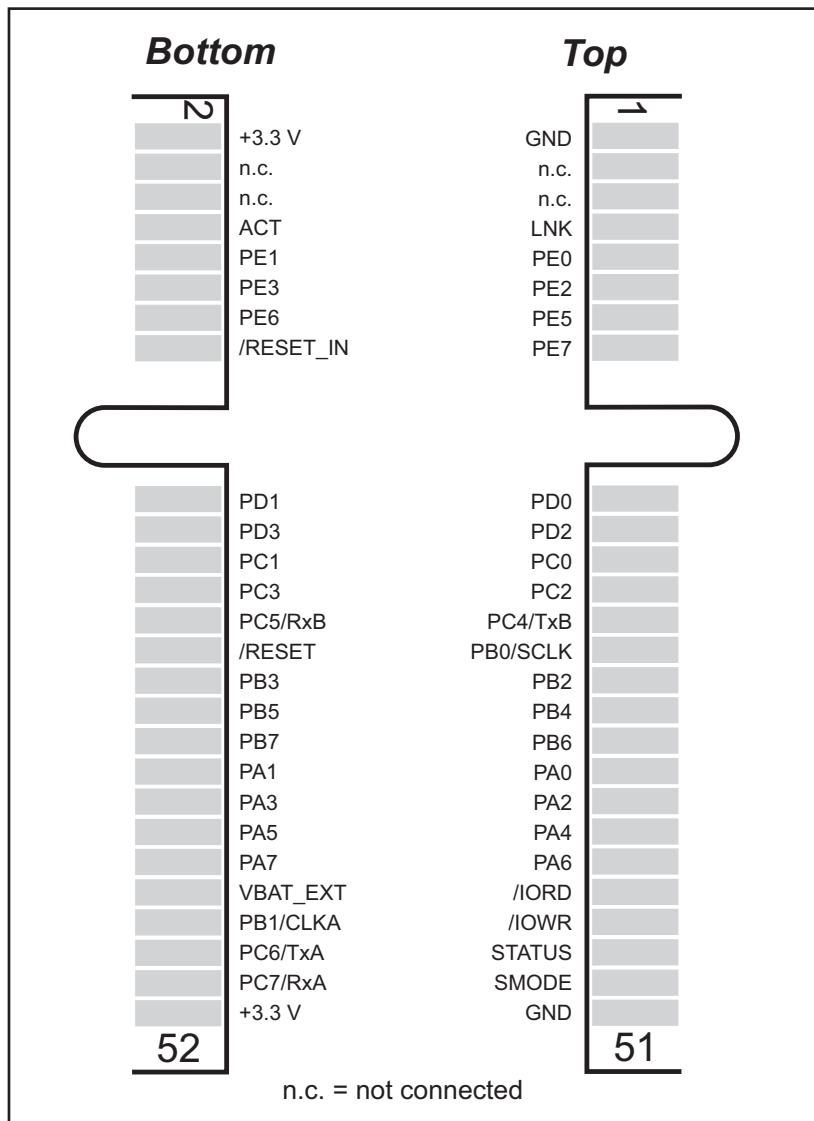 Bottom Top
2 1
+3.3 V GND
n.c. n.c.
n.c. n.c.
ACT LNK
PE1 PE0
PE3 PE2
PE6 PE5
/RESET_IN PE7
PD1 PD0
PD3 PD2
PC1 PC0
PC3 PC2
PC5/RxB PC4/TxB
/RESET PB0/SCLK
PB3 PB2
PB5 PB4
PB7 PB6
PA1 PA0
PA3 PA2
PA5 PA4
PA7 PA6
VBAT_EXT /IORD
PB1/CLKA /IOWR
PC6/TxA STATUS
PC7/RxA SMODE
+3.3 V GND
52 51
n.c. = not connected